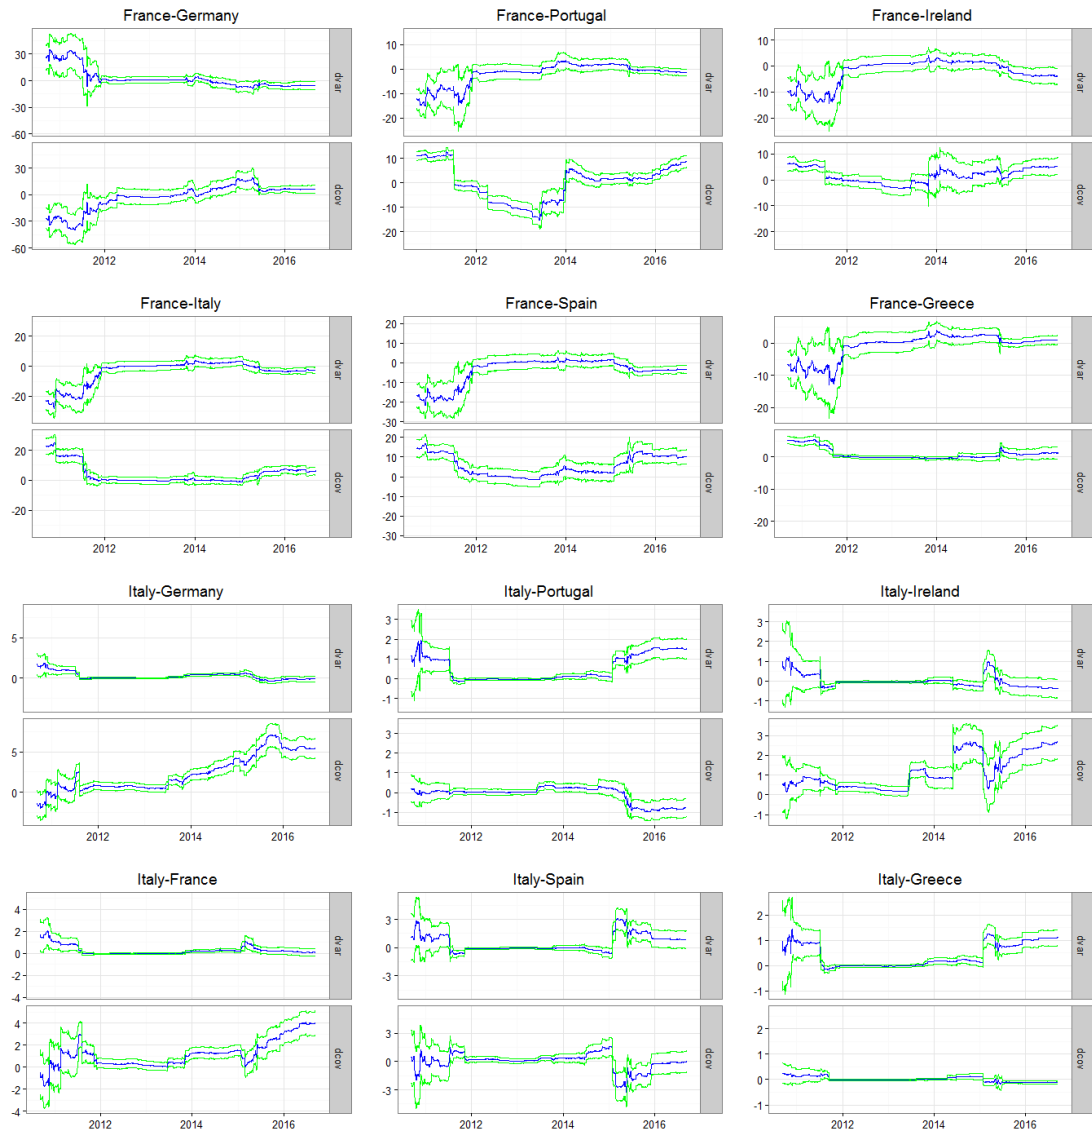 France-Germany France-Portugal France-Ireland
30 10 10
0 0 0
-30 -10 -10
-60 -20 -20
dvar dvar dvar
30 10 10
0 0 0
-30 -10 -10
-60 -20 -20
dcov dcov dcov
2012 2014 2016 2012 2014 2016 2012 2014 2016
France-Italy France-Spain France-Greece
20 20 0
0 10 -10
-20 0 -20
-10
-20
-30
dvar dvar dvar
20 20 0
0 10 -10
-20 0 -20
-10
-20
-30
dcov dcov dcov
2012 2014 2016 2012 2014 2016 2012 2014 2016
Italy-Germany Italy-Portugal Italy-Ireland
5 3 3
0 2 2
1 1
0 0
-1 -1
dvar dvar dvar
5 3 3
0 2 2
1 1
0 0
-1 -1
dcov dcov dcov
2012 2014 2016 2012 2014 2016 2012 2014 2016
Italy-France Italy-Spain Italy-Greece
4 3 2
2 0 1
0 -3 0
-2 -1
-4
dvar dvar dvar
4 3 2
2 0 1
0 -3 0
-2 -1
-4
dcov dcov dcov
2012 2014 2016 2012 2014 2016 2012 2014 2016